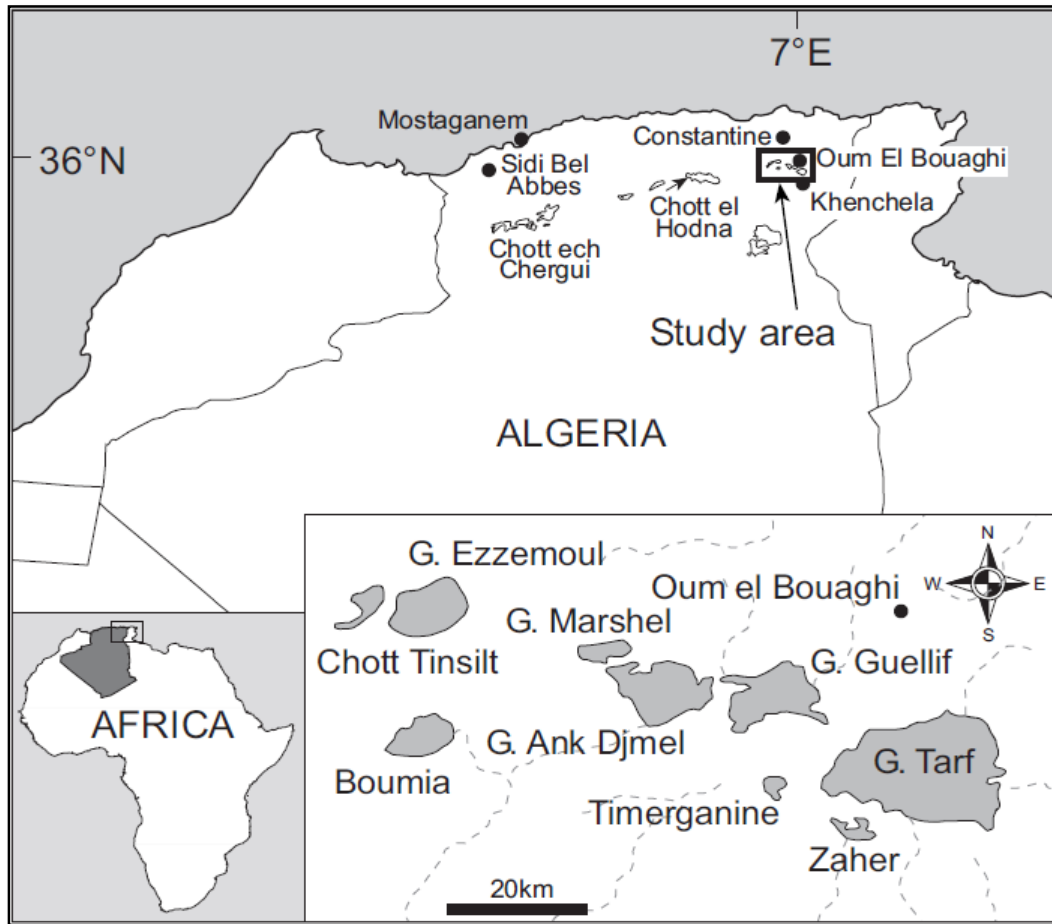 7°E
36°N
Mostaganem
Sidi Bel
Abbes
Constantine
Oum El Bouaghi
Khenchela
Chott el
Hodna
Chott ech
Chergui
Study area
ALGERIA
AFRICA
G. Ezzemoul
Chott Tinsilt
G. Marshel
Oum el Bouaghi
N
W
E
S
G. Guellif
Boumia
G. Ank Djmel
G. Tarf
Timerganine
Zaher
20km